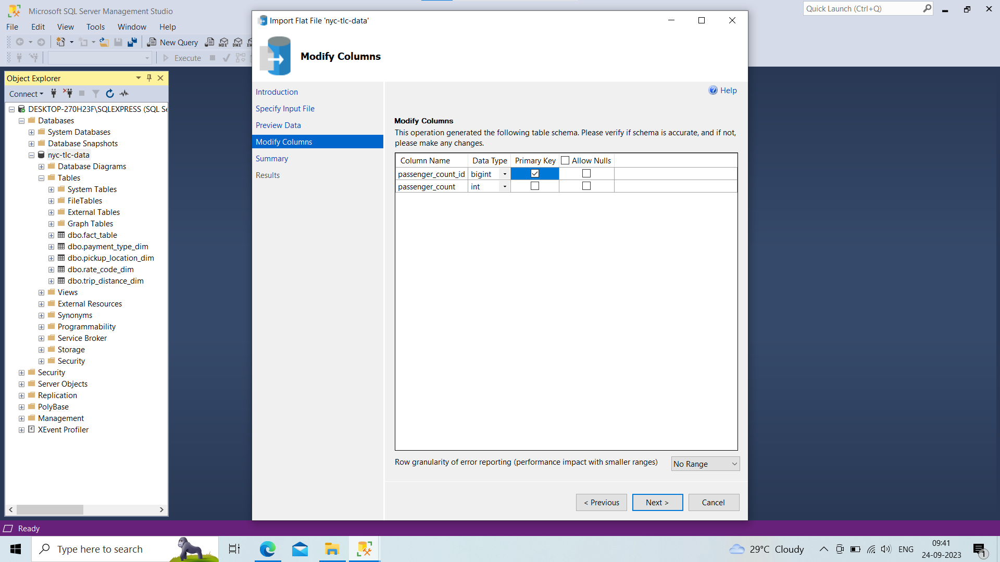 Microsoft SQL Server Management Studio
Quick Launch (Ctrl+Q)
File Edit View Tools Window Help
New Query
Execute
Object Explorer
Connect
DESKTOP-270H23F\SQLEXPRESS (SQL Se
Databases
System Databases
Database Snapshots
nyc-tlc-data
Database Diagrams
Tables
System Tables
FileTables
External Tables
Graph Tables
dbo.fact_table
dbo.payment_type_dim
dbo.pickup_location_dim
dbo.rate_code_dim
dbo.trip_distance_dim
Views
External Resources
Synonyms
Programmability
Service Broker
Storage
Security
Security
Server Objects
Replication
PolyBase
Management
XEvent Profiler
Import Flat File 'nyc-tlc-data'
Modify Columns
Introduction
Specify Input File
Preview Data
Modify Columns
Summary
Results
Help
Modify Columns
This operation generated the following table schema. Please verify if schema is accurate, and if not,
please make any changes.
Column Name Data Type Primary Key Allow Nulls
passenger_count_id bigint
passenger_count int
Row granularity of error reporting (performance impact with smaller ranges) No Range
< Previous Next > Cancel
Ready
Type here to search
29°C Cloudy
ENG
09:41
24-09-2023
1